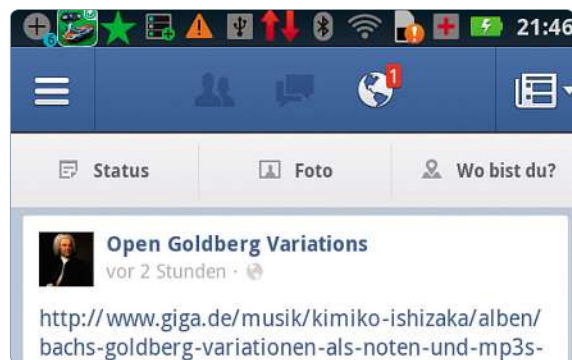 21:46
1
Status Foto Wo bist du?
Open Goldberg Variations
vor 2 Stunden ·
http://www.giga.de/musik/kimiko-ishizaka/alben/
bachs-goldberg-variationen-als-noten-und-mp3s-